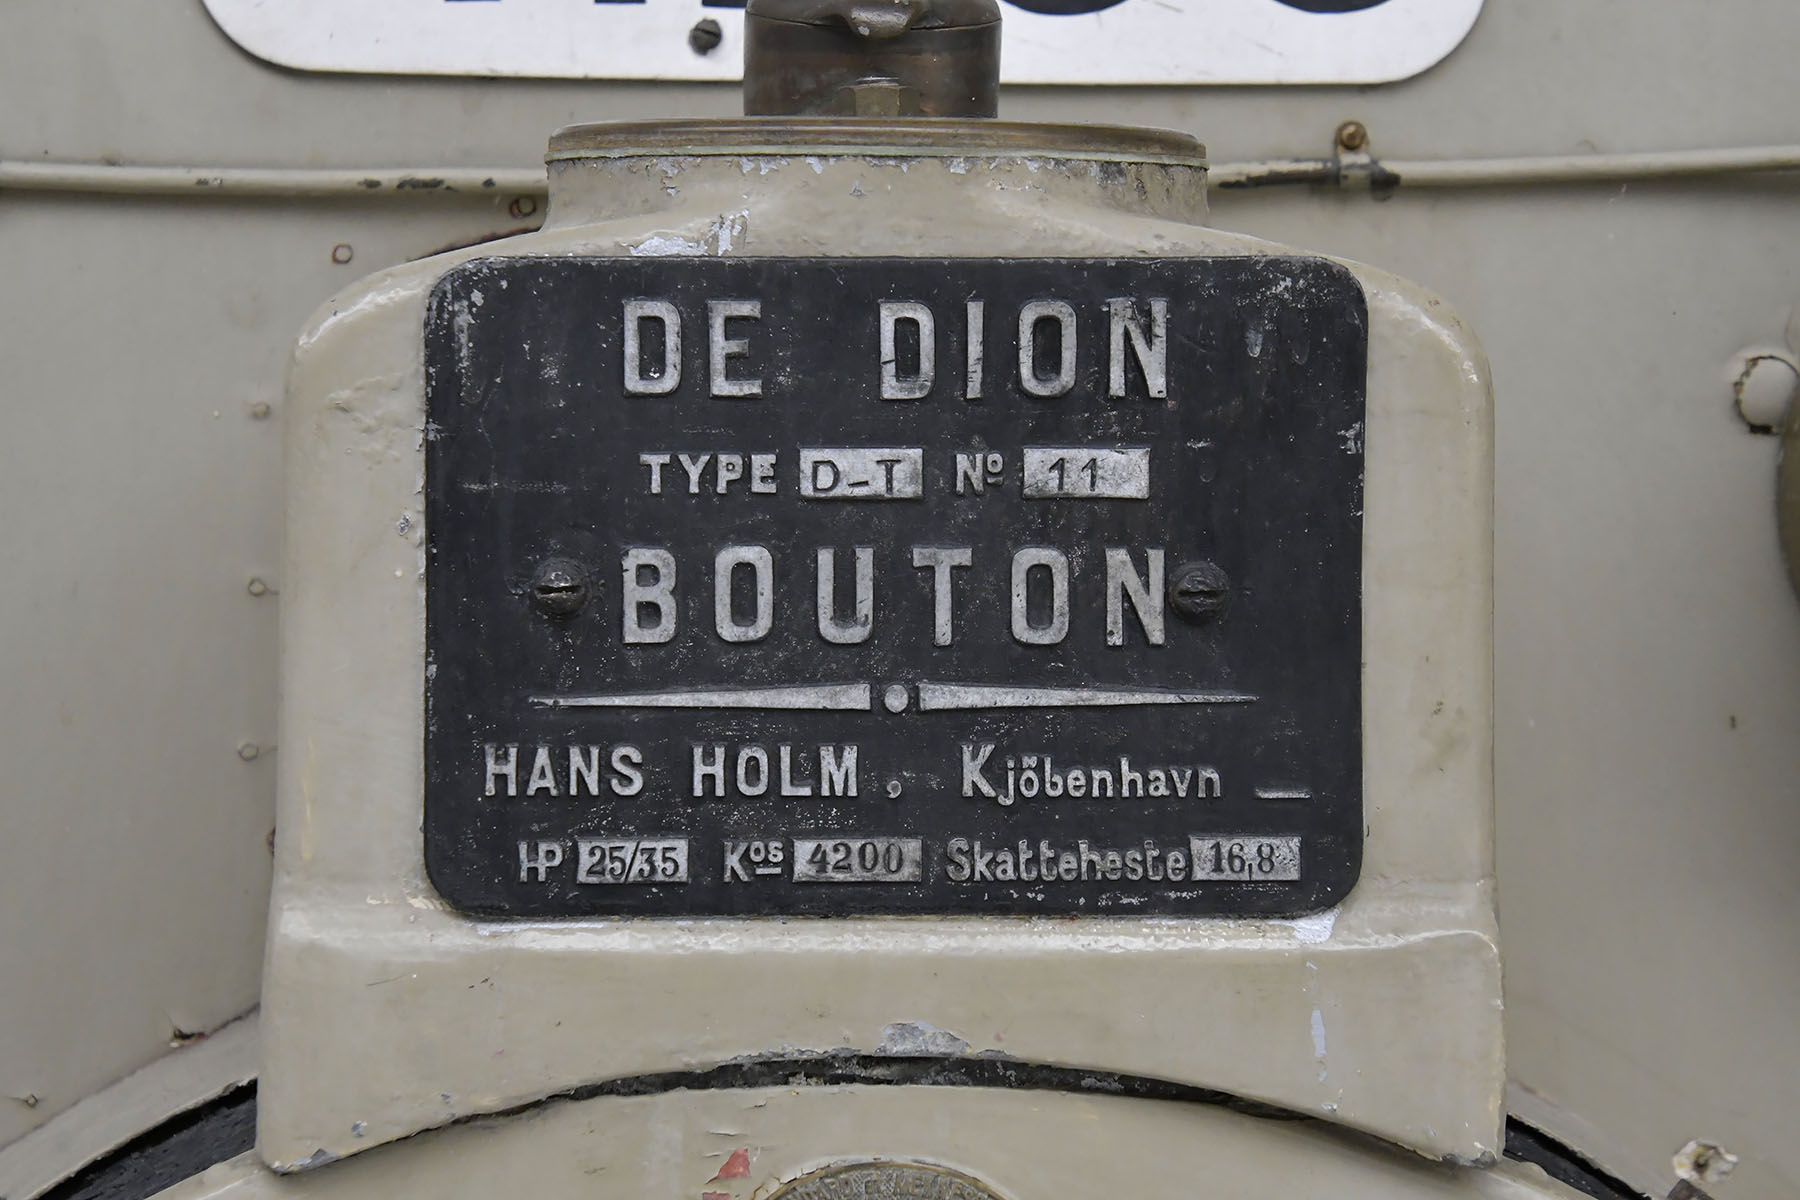 DE DION
TYPE D-T Nº 11
BOUTON
HANS HOLM, Kjöbenhavn
HP 25/35 Kos 4200 Skatteheste 16,8